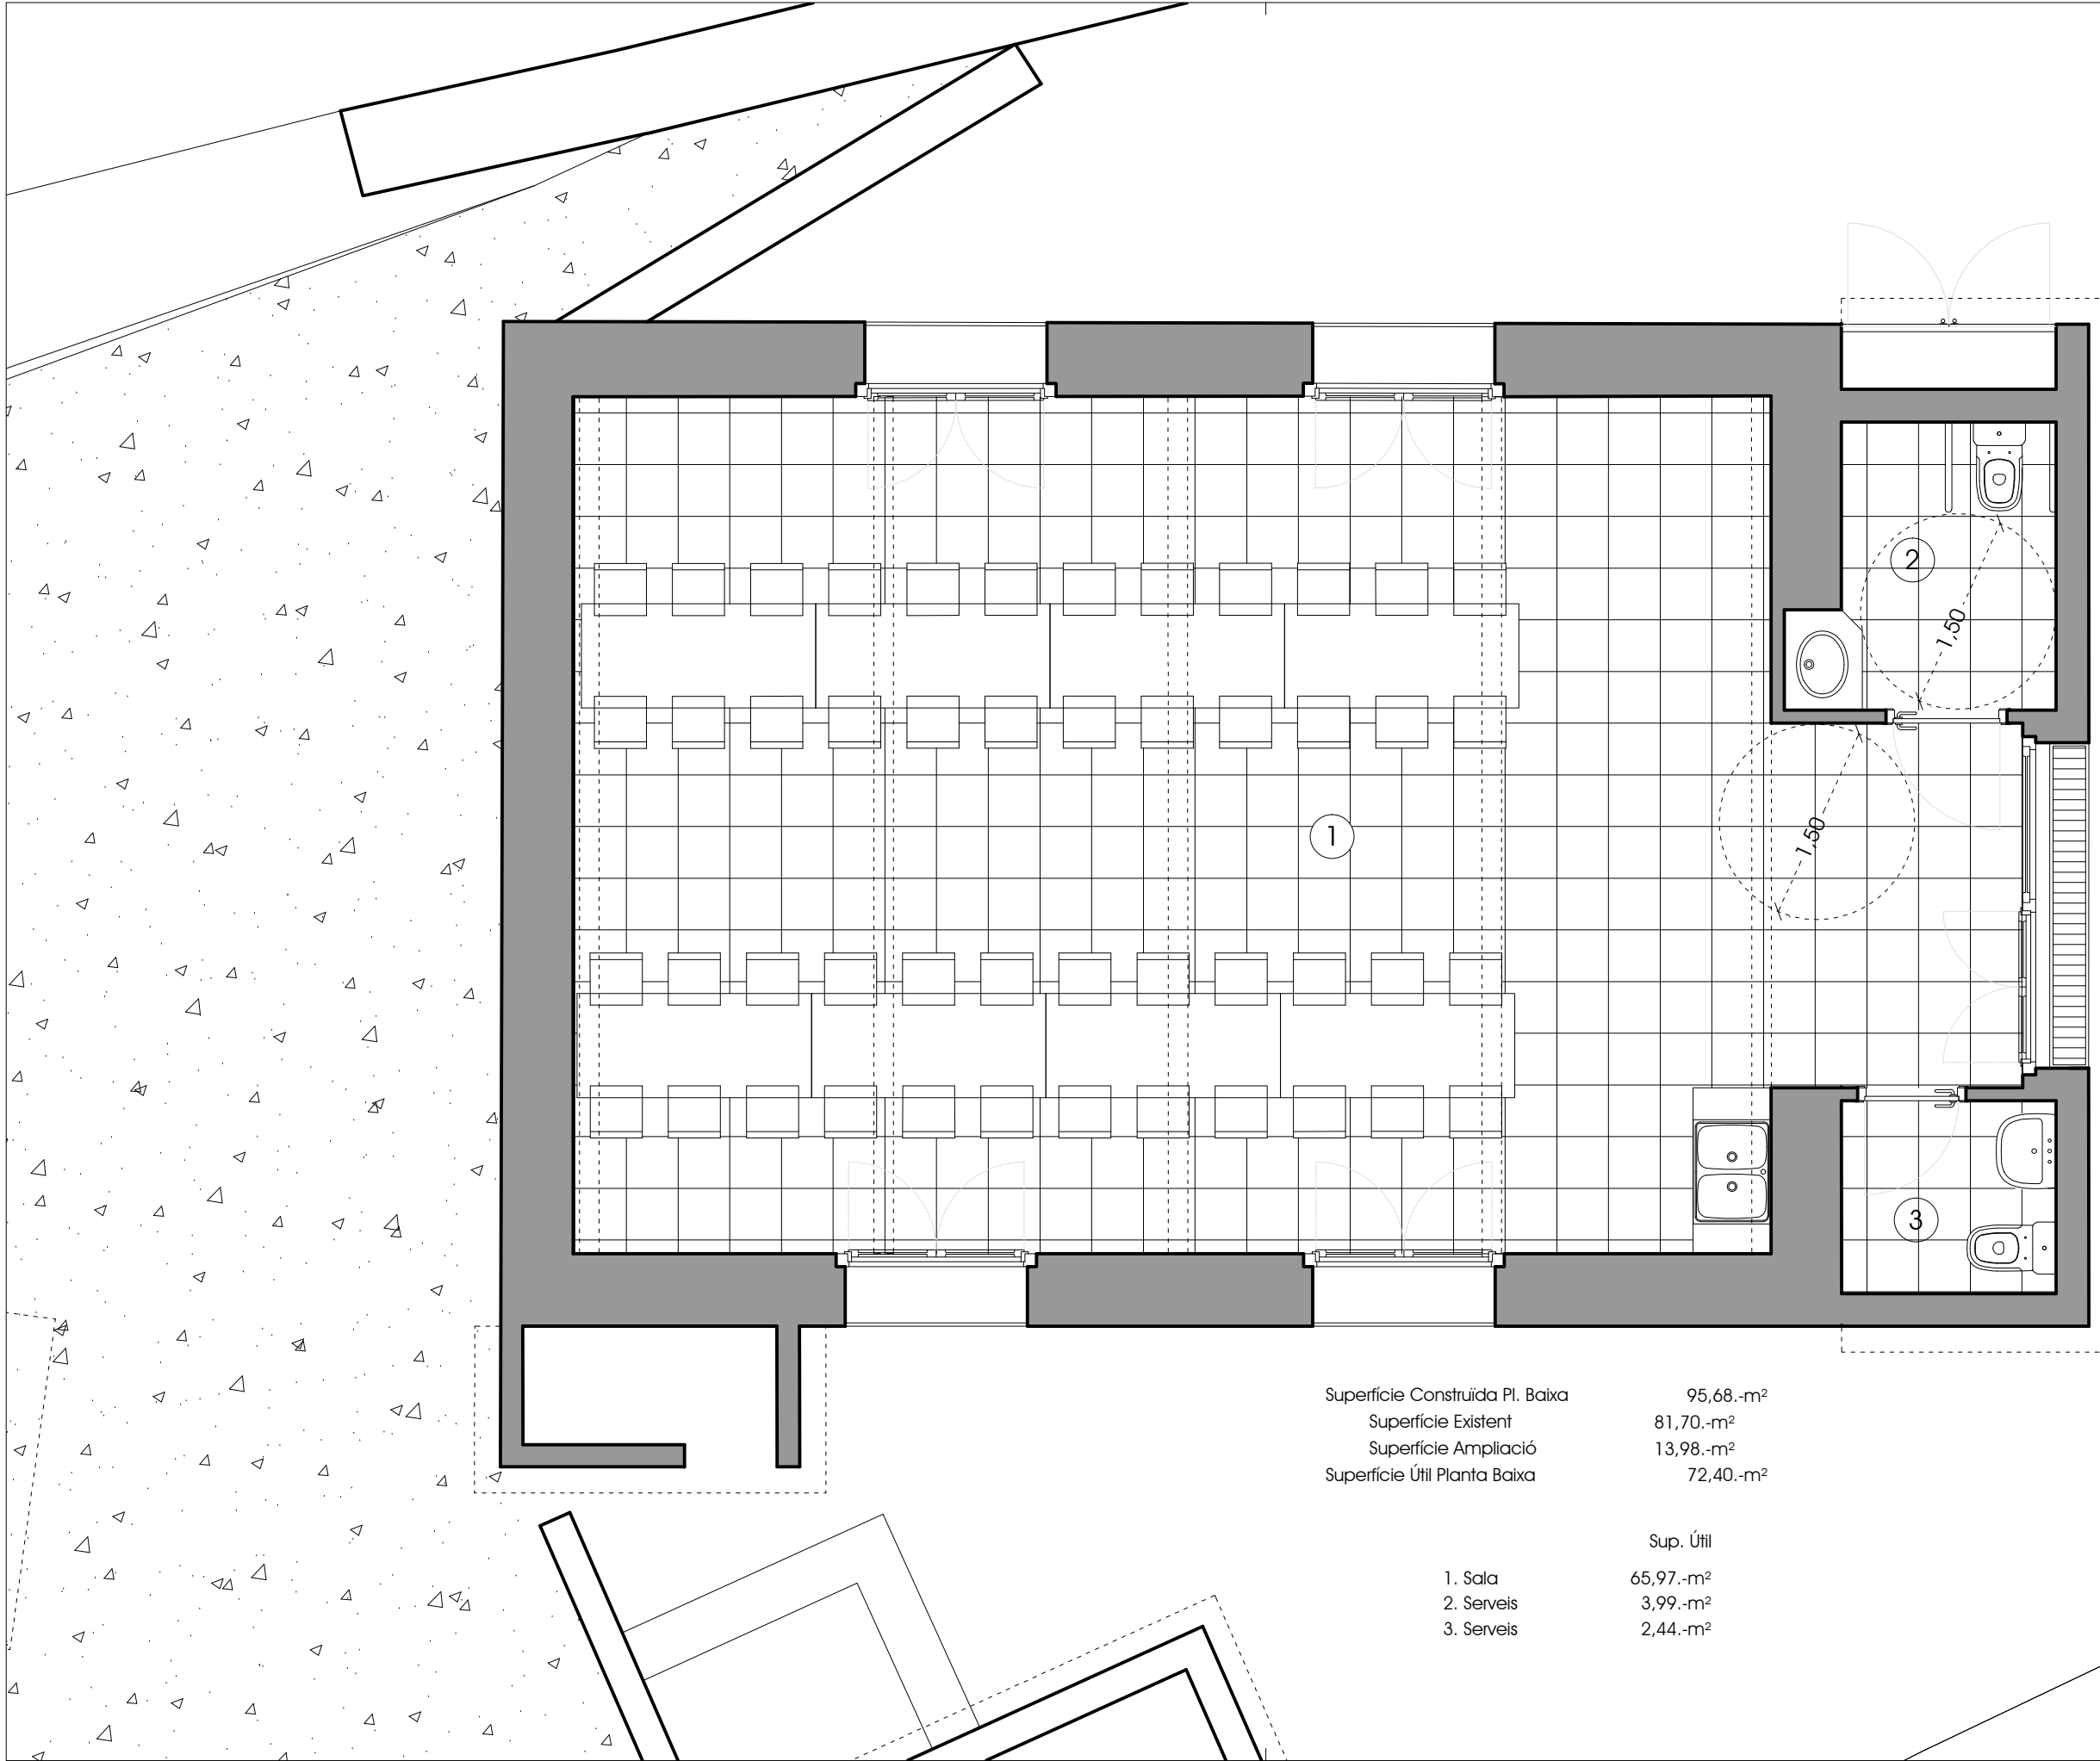 2
1,50
1
1,50
3
Superfície Construïda Pl. Baixa 95,68.-m²
Superfície Existent 81,70.-m²
Superfície Ampliació 13,98.-m²
Superfície Útil Planta Baixa 72,40.-m²
Sup. Útil
1. Sala 65,97.-m²
2. Serveis 3,99.-m²
3. Serveis 2,44.-m²